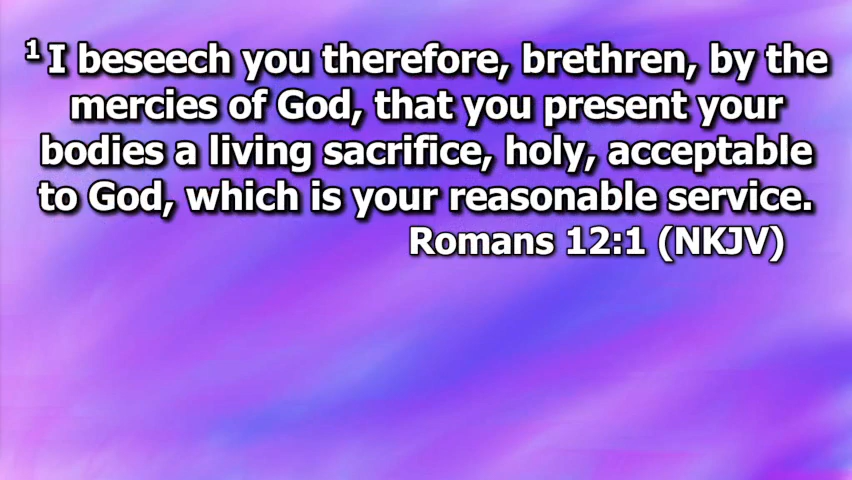 ¹ I beseech you therefore, brethren, by the
mercies of God, that you present your
bodies a living sacrifice, holy, acceptable
to God, which is your reasonable service.
Romans 12:1 (NKJV)